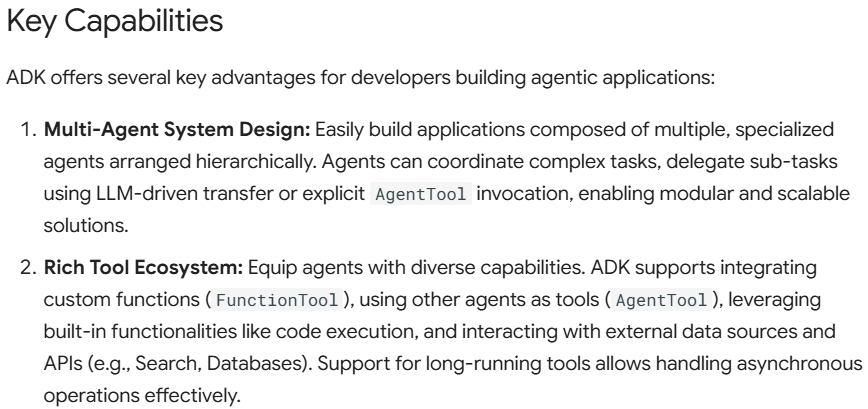 Key Capabilities
ADK offers several key advantages for developers building agentic applications:
1. Multi-Agent System Design: Easily build applications composed of multiple, specialized
agents arranged hierarchically. Agents can coordinate complex tasks, delegate sub-tasks
using LLM-driven transfer or explicit AgentTool invocation, enabling modular and scalable
solutions.
2. Rich Tool Ecosystem: Equip agents with diverse capabilities. ADK supports integrating
custom functions (FunctionTool), using other agents as tools (AgentTool), leveraging
built-in functionalities like code execution, and interacting with external data sources and
APIs (e.g., Search, Databases). Support for long-running tools allows handling asynchronous
operations effectively.